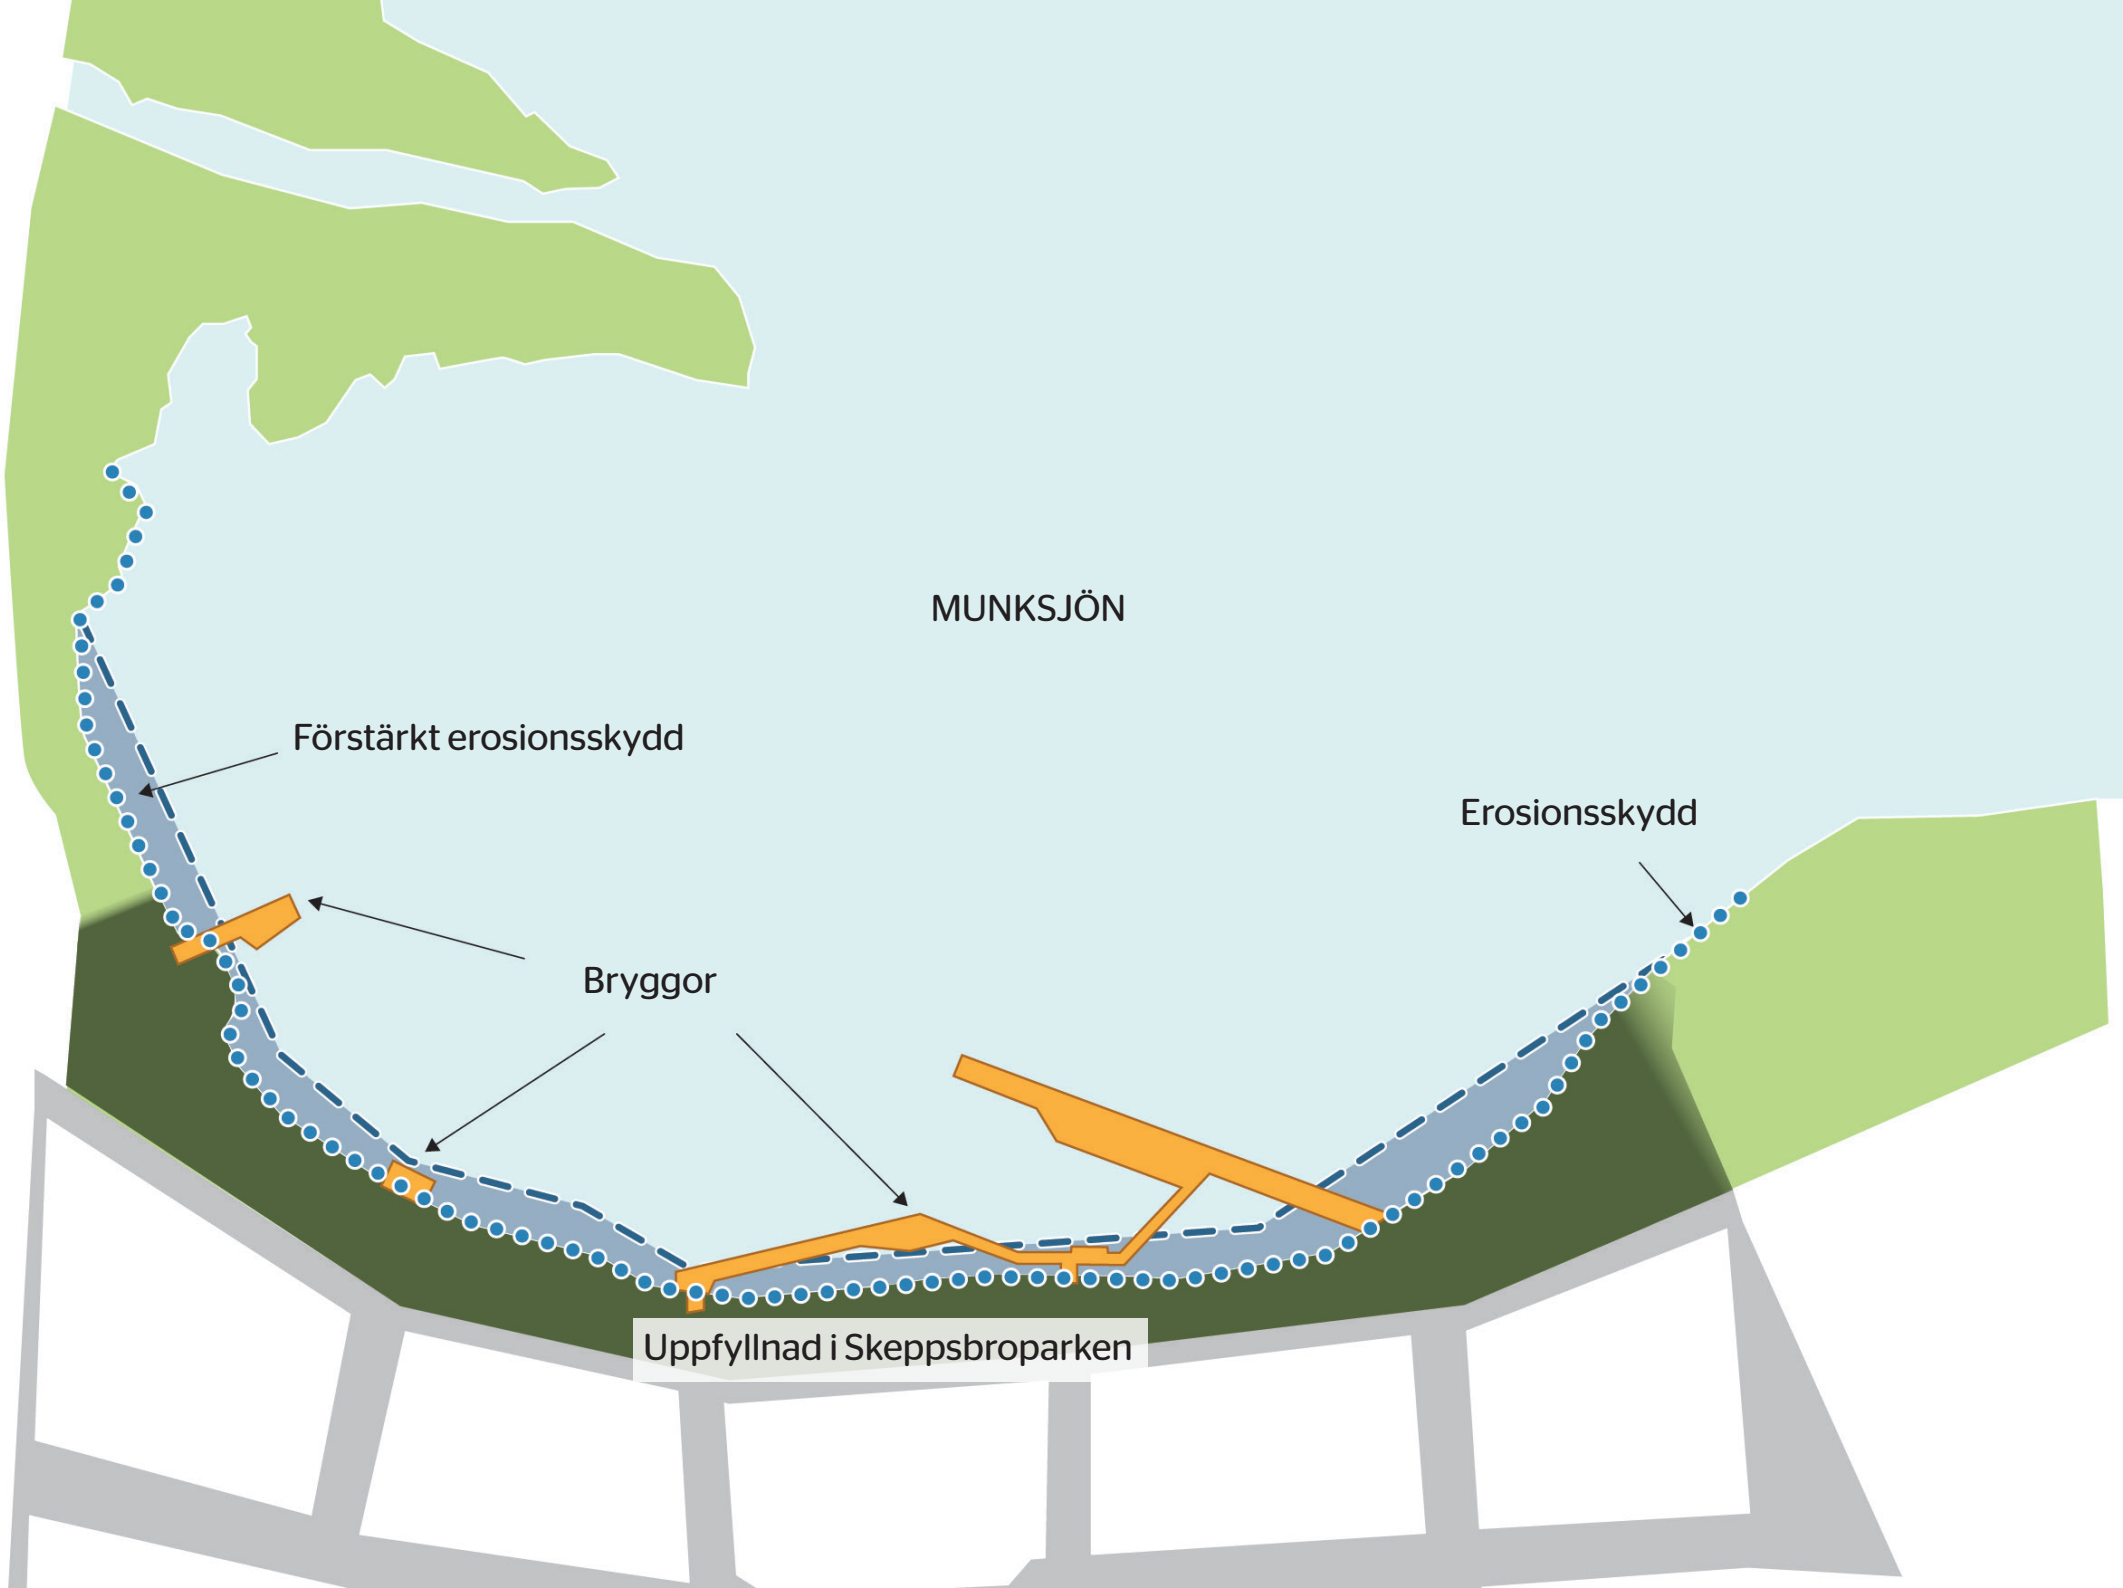 MUNKSJÖN
Förstärkt erosionsskydd
Erosionsskydd
Bryggor
Uppfyllnad i Skeppsbroparken